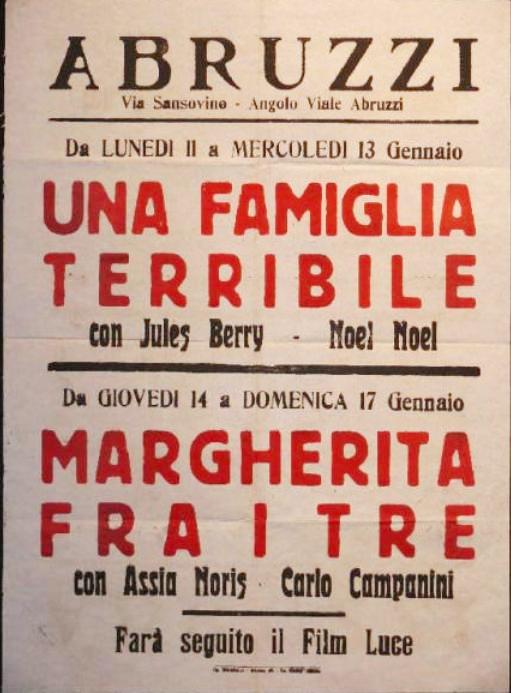 ABRUZZI
Via Sansovino - Angolo Viale Abruzzi
Da LUNEDI 11 a MERCOLEDI 13 Gennaio
UNA FAMIGLIA
TERRIBILE
con Jules Berry - Noel Noel
Da GIOVEDI 14 a DOMENICA 17 Gennaio
MARGHERITA
FRA I TRE
con Assia Noris - Carlo Campanini
Farà seguito il Film Luce